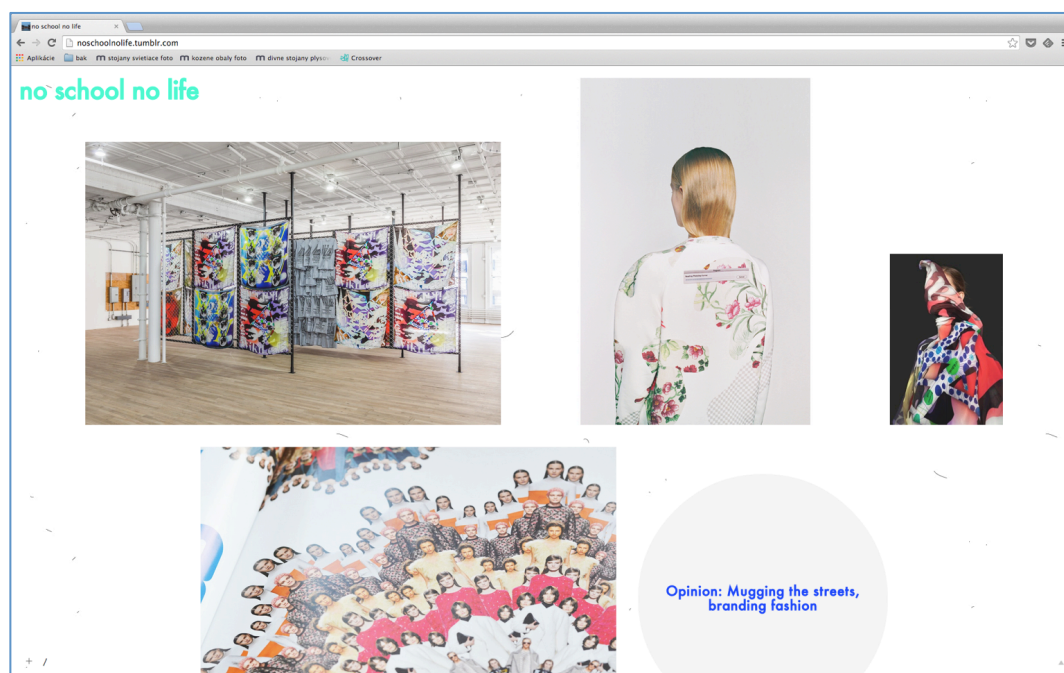 no school no life
noschoolnolife.tumblr.com
Aplikácie bak stojany svietiace foto kozene obaly foto divne stojany plyso Crossover
no school no life
Opinion: Mugging the streets,
branding fashion